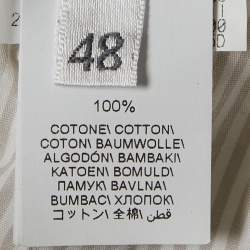 48
100%
COTONE\ COTTON\
COTON\ BAUMWOLLE\
ALGODÓN\ BAMBAKI\
KATOEN\ BOMULD\
ПАМУК\ BAVLNA\
BUMBAC\ ХЛОПОК\
コットン\ 全棉\ قطن\